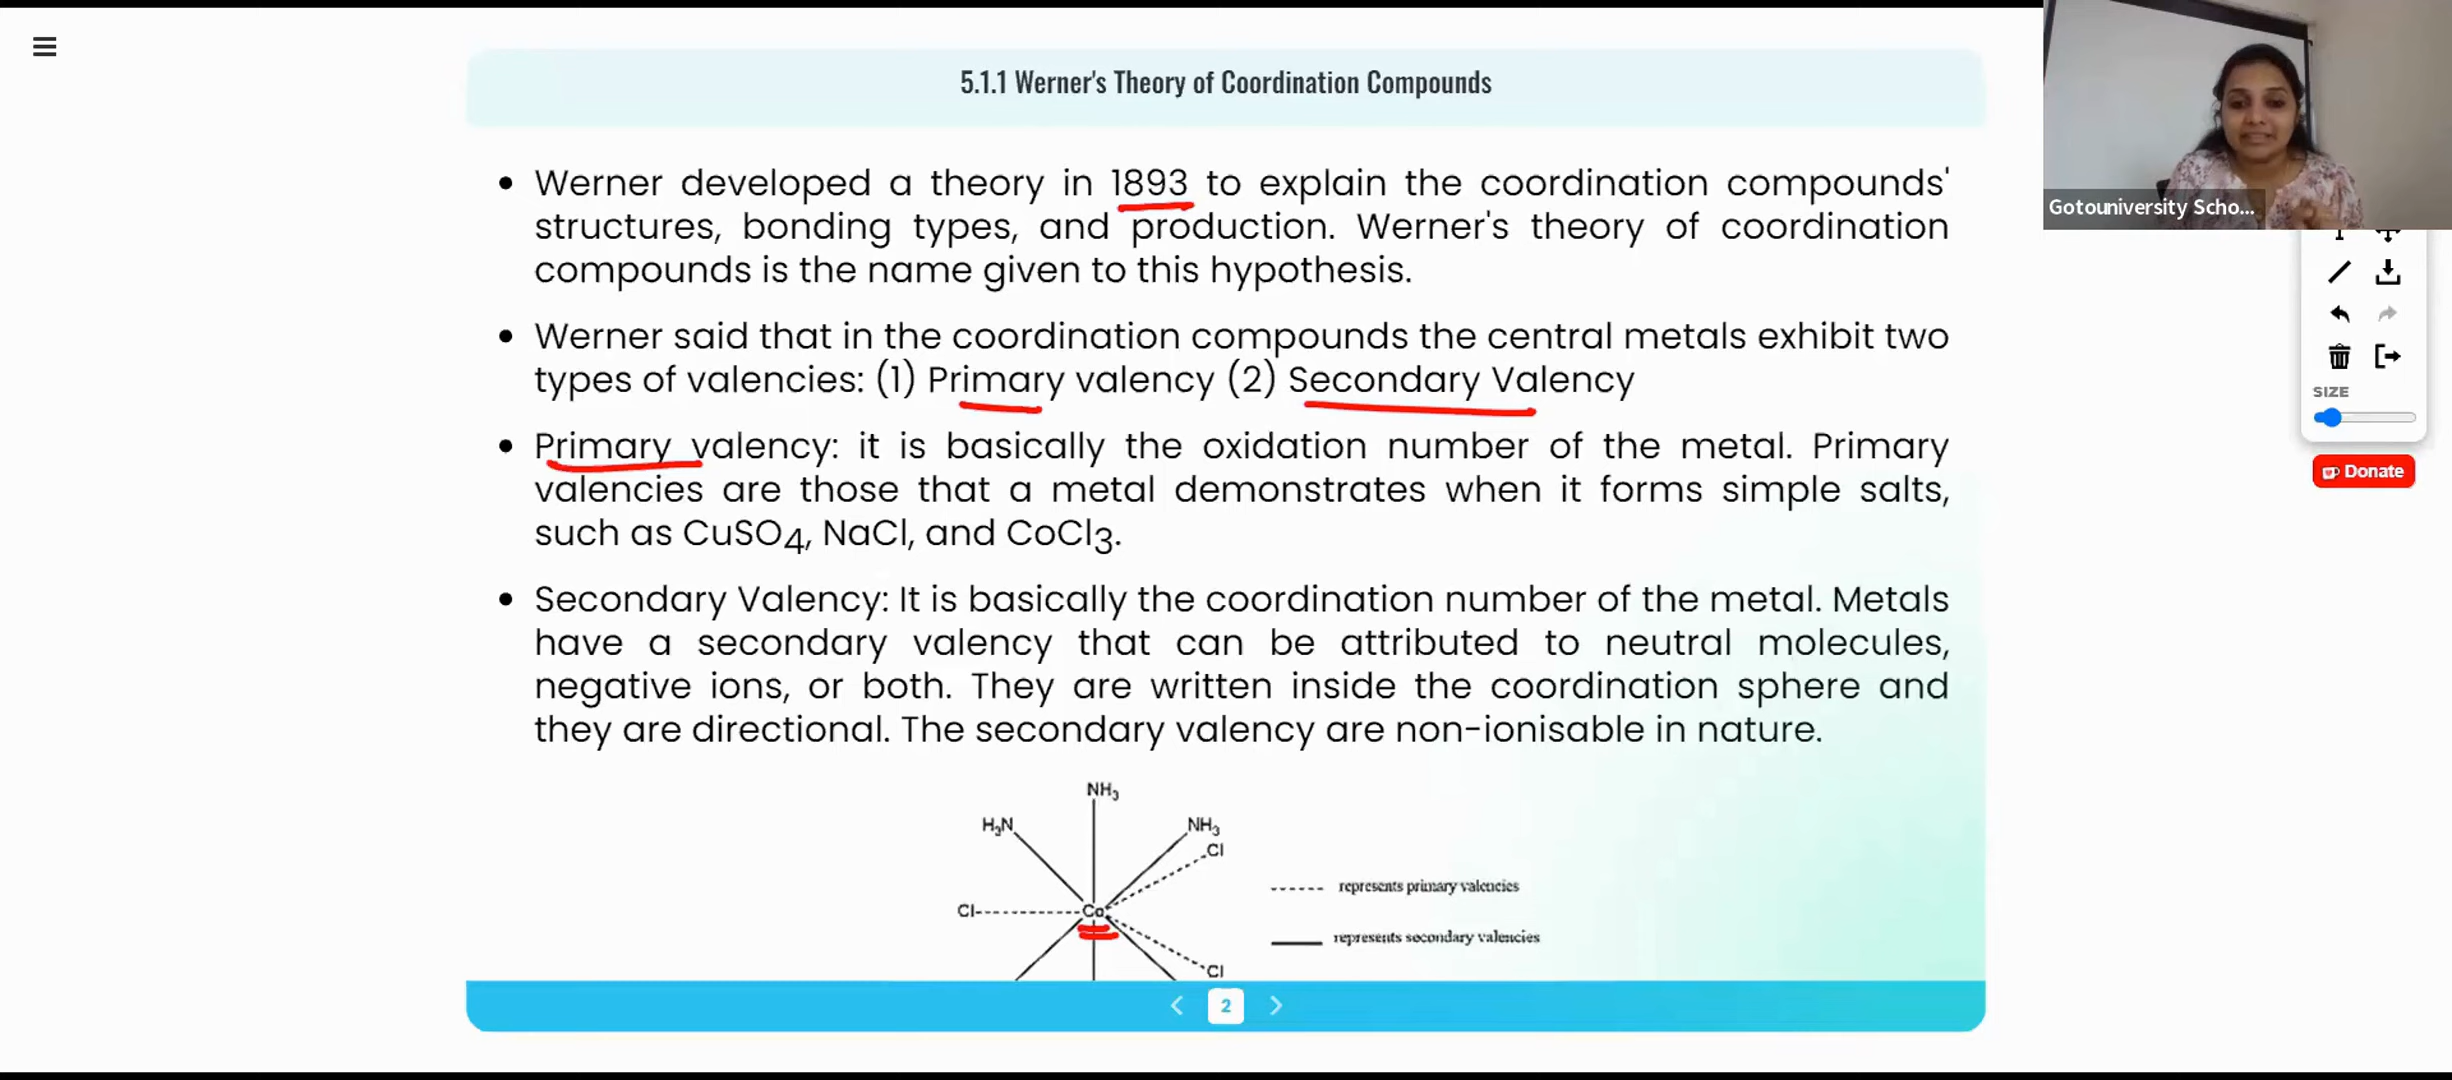 5.1.1 Werner's Theory of Coordination Compounds
Gotouniversity Scho...
• Werner developed a theory in 1893 to explain the coordination compounds'
structures, bonding types, and production. Werner's theory of coordination
compounds is the name given to this hypothesis.
• Werner said that in the coordination compounds the central metals exhibit two
types of valencies: (1) Primary valency (2) Secondary Valency
SIZE
• Primary valency: it is basically the oxidation number of the metal. Primary
valencies are those that a metal demonstrates when it forms simple salts,
such as CuSO4, NaCl, and CoCl3.
Donate
• Secondary Valency: It is basically the coordination number of the metal. Metals
have a secondary valency that can be attributed to neutral molecules,
negative ions, or both. They are written inside the coordination sphere and
they are directional. The secondary valency are non-ionisable in nature.
NH3
H3N NH3
Cl
represents primary valencies
Cl Co
represents secondary valencies
Cl
2